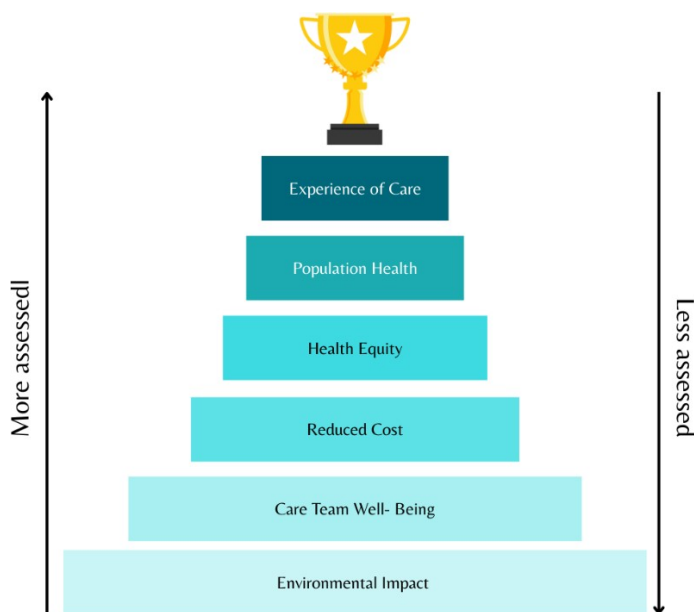 Experience of Care
Population Health
Health Equity
Reduced Cost
Care Team Well- Being
Environmental Impact
More assessedl
Less assessed